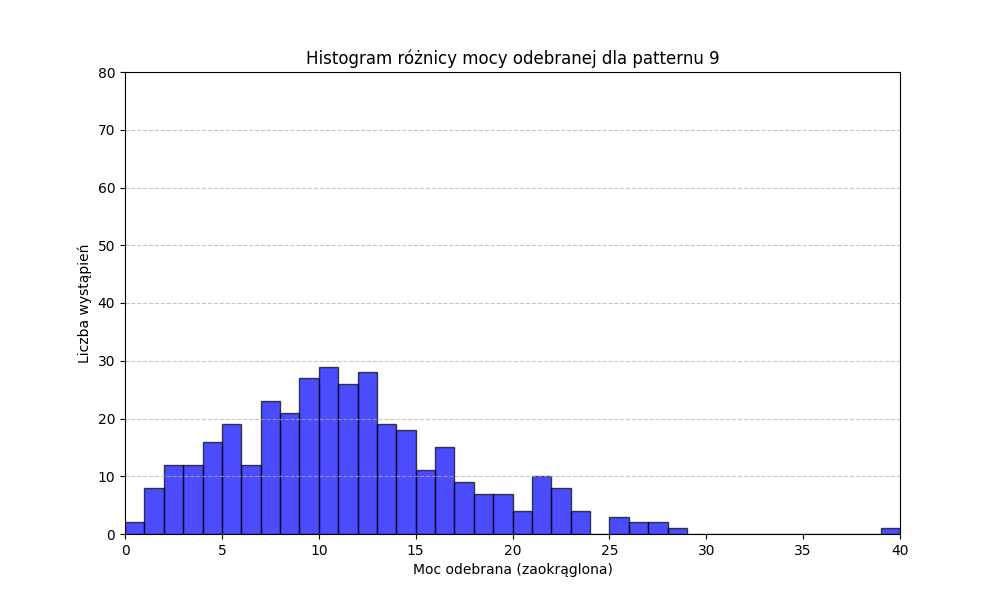 Histogram różnicy mocy odebranej dla patternu 9
80
70
60
50
40
30
20
10
0
Liczba wystąpień
0 5 10 15 20 25 30 35 40
Moc odebrana (zaokrąglona)